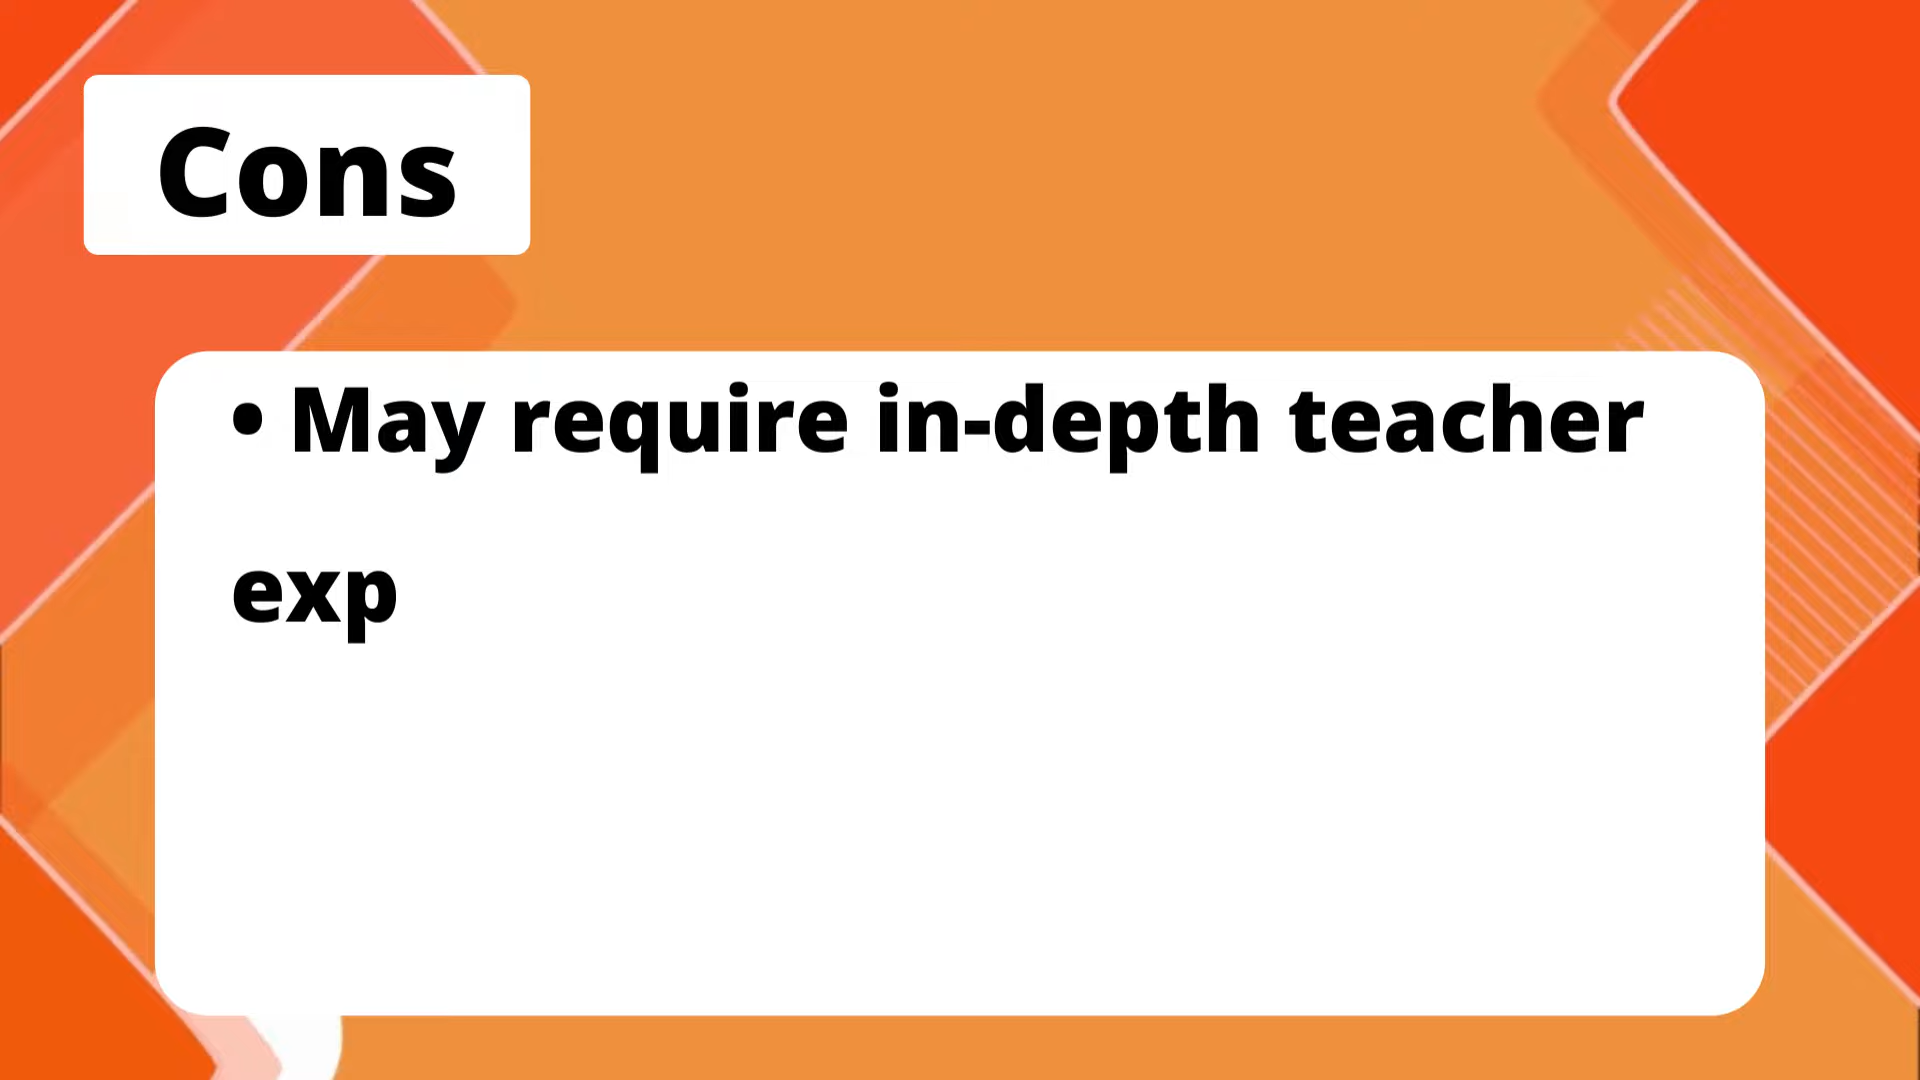 Cons
• May require in-depth teacher
exp